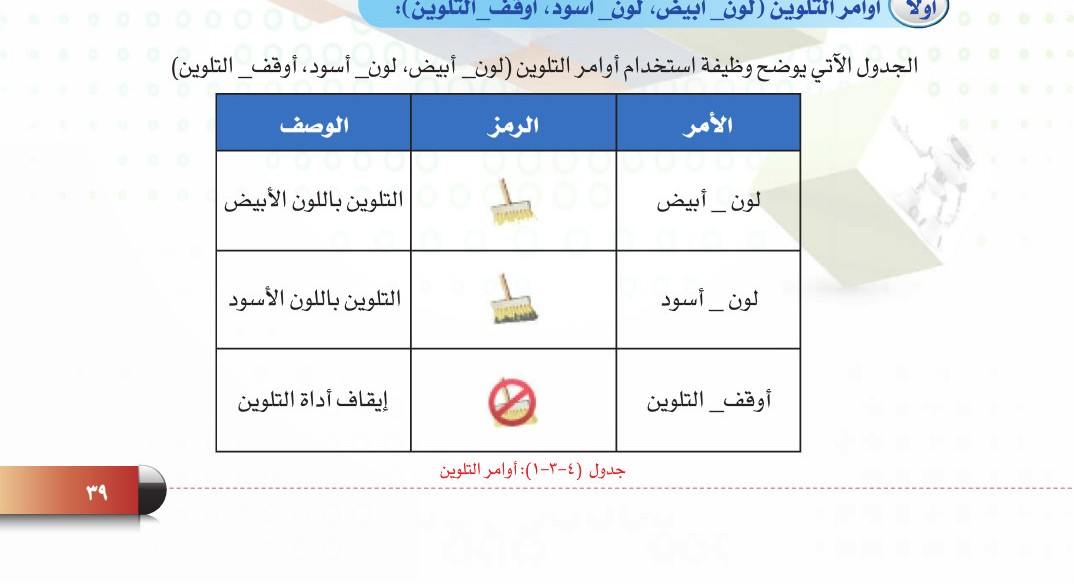 أولاً أوامر التلوين (لون_ أبيض، لون_ أسود، أوقف_ التلوين):
الجدول الآتي يوضح وظيفة استخدام أوامر التلوين (لون_ أبيض، لون_ أسود، أوقف_ التلوين)
الأمر الرمز الوصف
لون _ أبيض التلوين باللون الأبيض
لون _ أسود التلوين باللون الأسود
أوقف_ التلوين إيقاف أداة التلوين
جدول (٤-٣-١): أوامر التلوين
٣٩